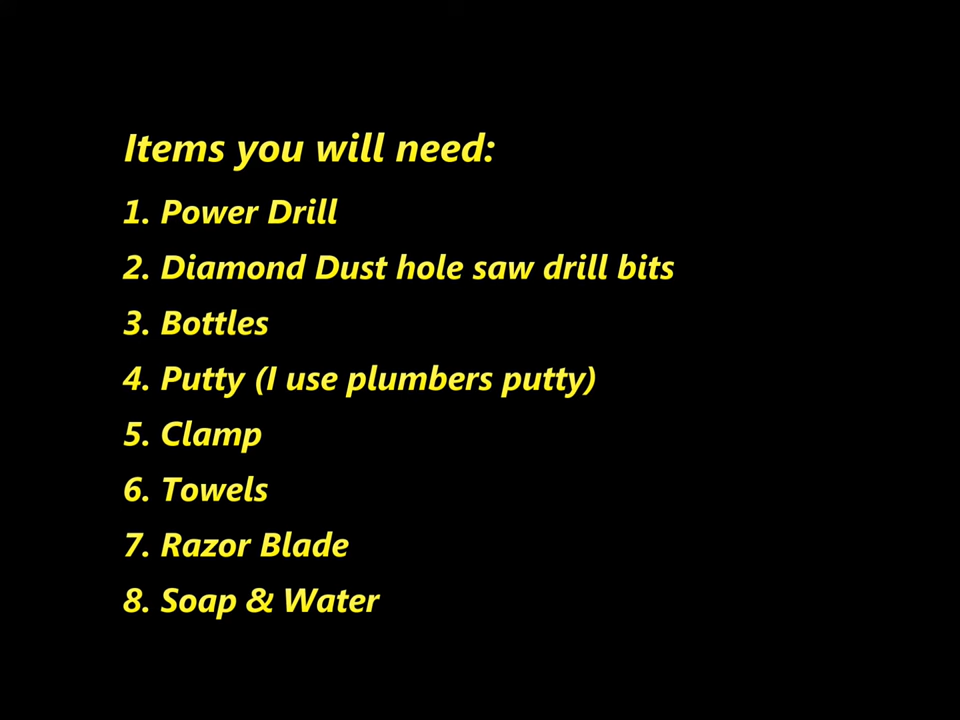 Items you will need:
1. Power Drill
2. Diamond Dust hole saw drill bits
3. Bottles
4. Putty (I use plumbers putty)
5. Clamp
6. Towels
7. Razor Blade
8. Soap & Water